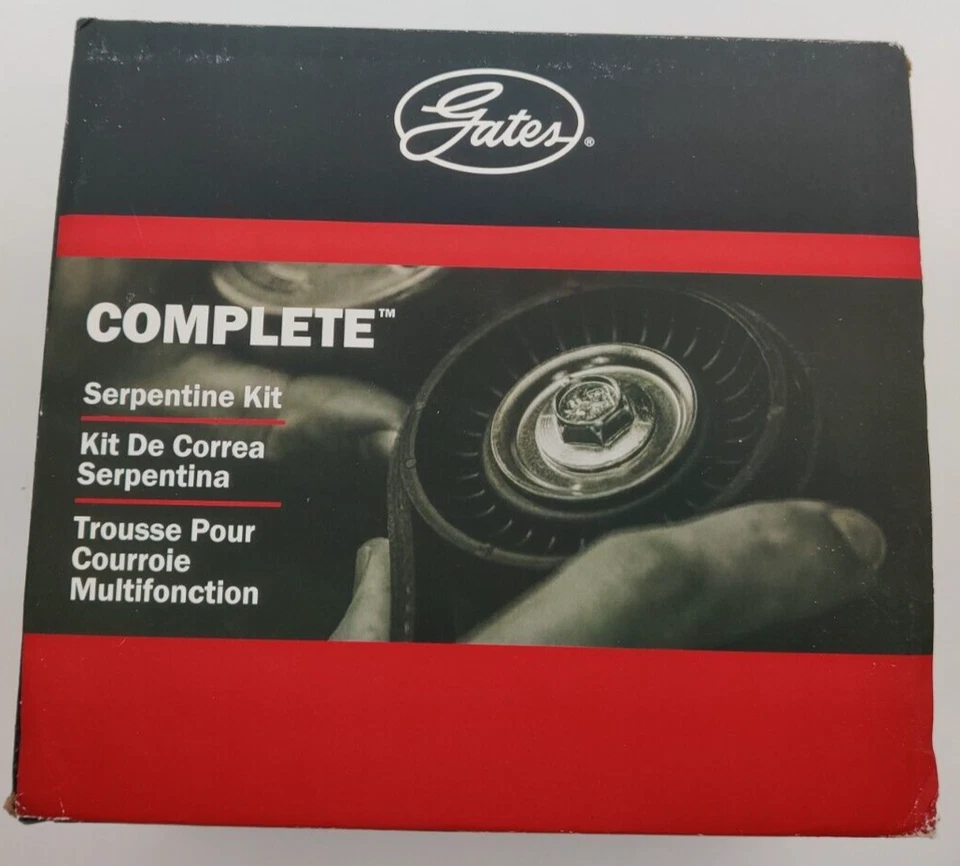 Gates®
COMPLETE™
Serpentine Kit
Kit De Correa
Serpentina
Trousse Pour
Courroie
Multifonction